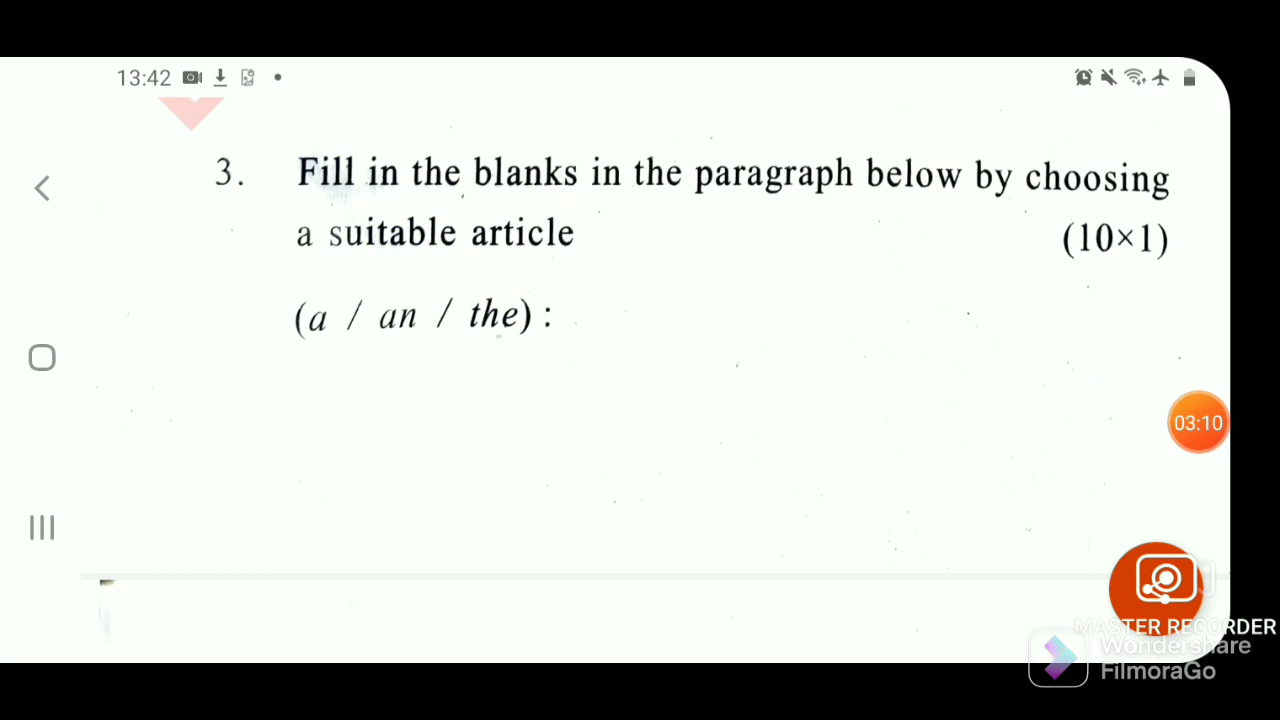 13:42
3. Fill in the blanks in the paragraph below by choosing
a suitable article (10×1)
(a / an / the) :
03:10
MASTER RECORDER
Wondershare
FilmoraGo